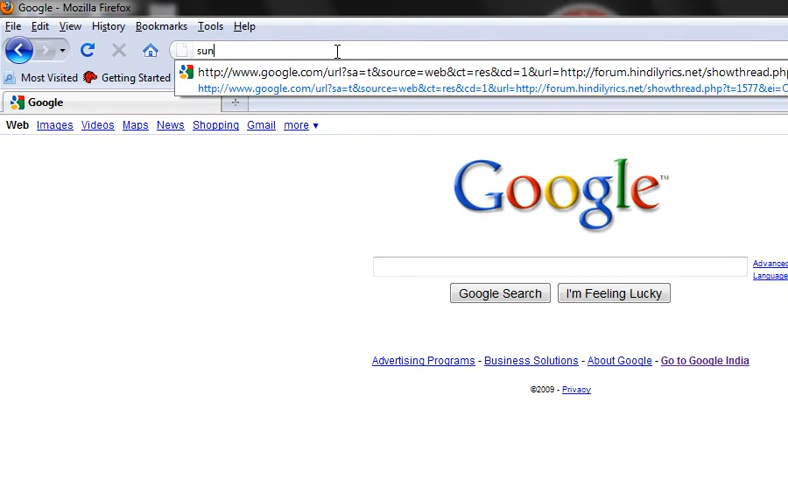 Google - Mozilla Firefox
File Edit View History Bookmarks Tools Help
sun
http://www.google.com/url?sa=t&source=web&ct=res&cd=1&url=http://forum.hindilyrics.net/showthread.php
http://www.google.com/url?sa=t&source=web&ct=res&cd=1&url=http://forum.hindilyrics.net/showthread.php?t=1577&ei=C
Most Visited Getting Started
Google
Web Images Videos Maps News Shopping Gmail more ▼
Google™
Advanced
Language
Google Search I'm Feeling Lucky
Advertising Programs - Business Solutions - About Google - Go to Google India
©2009 - Privacy